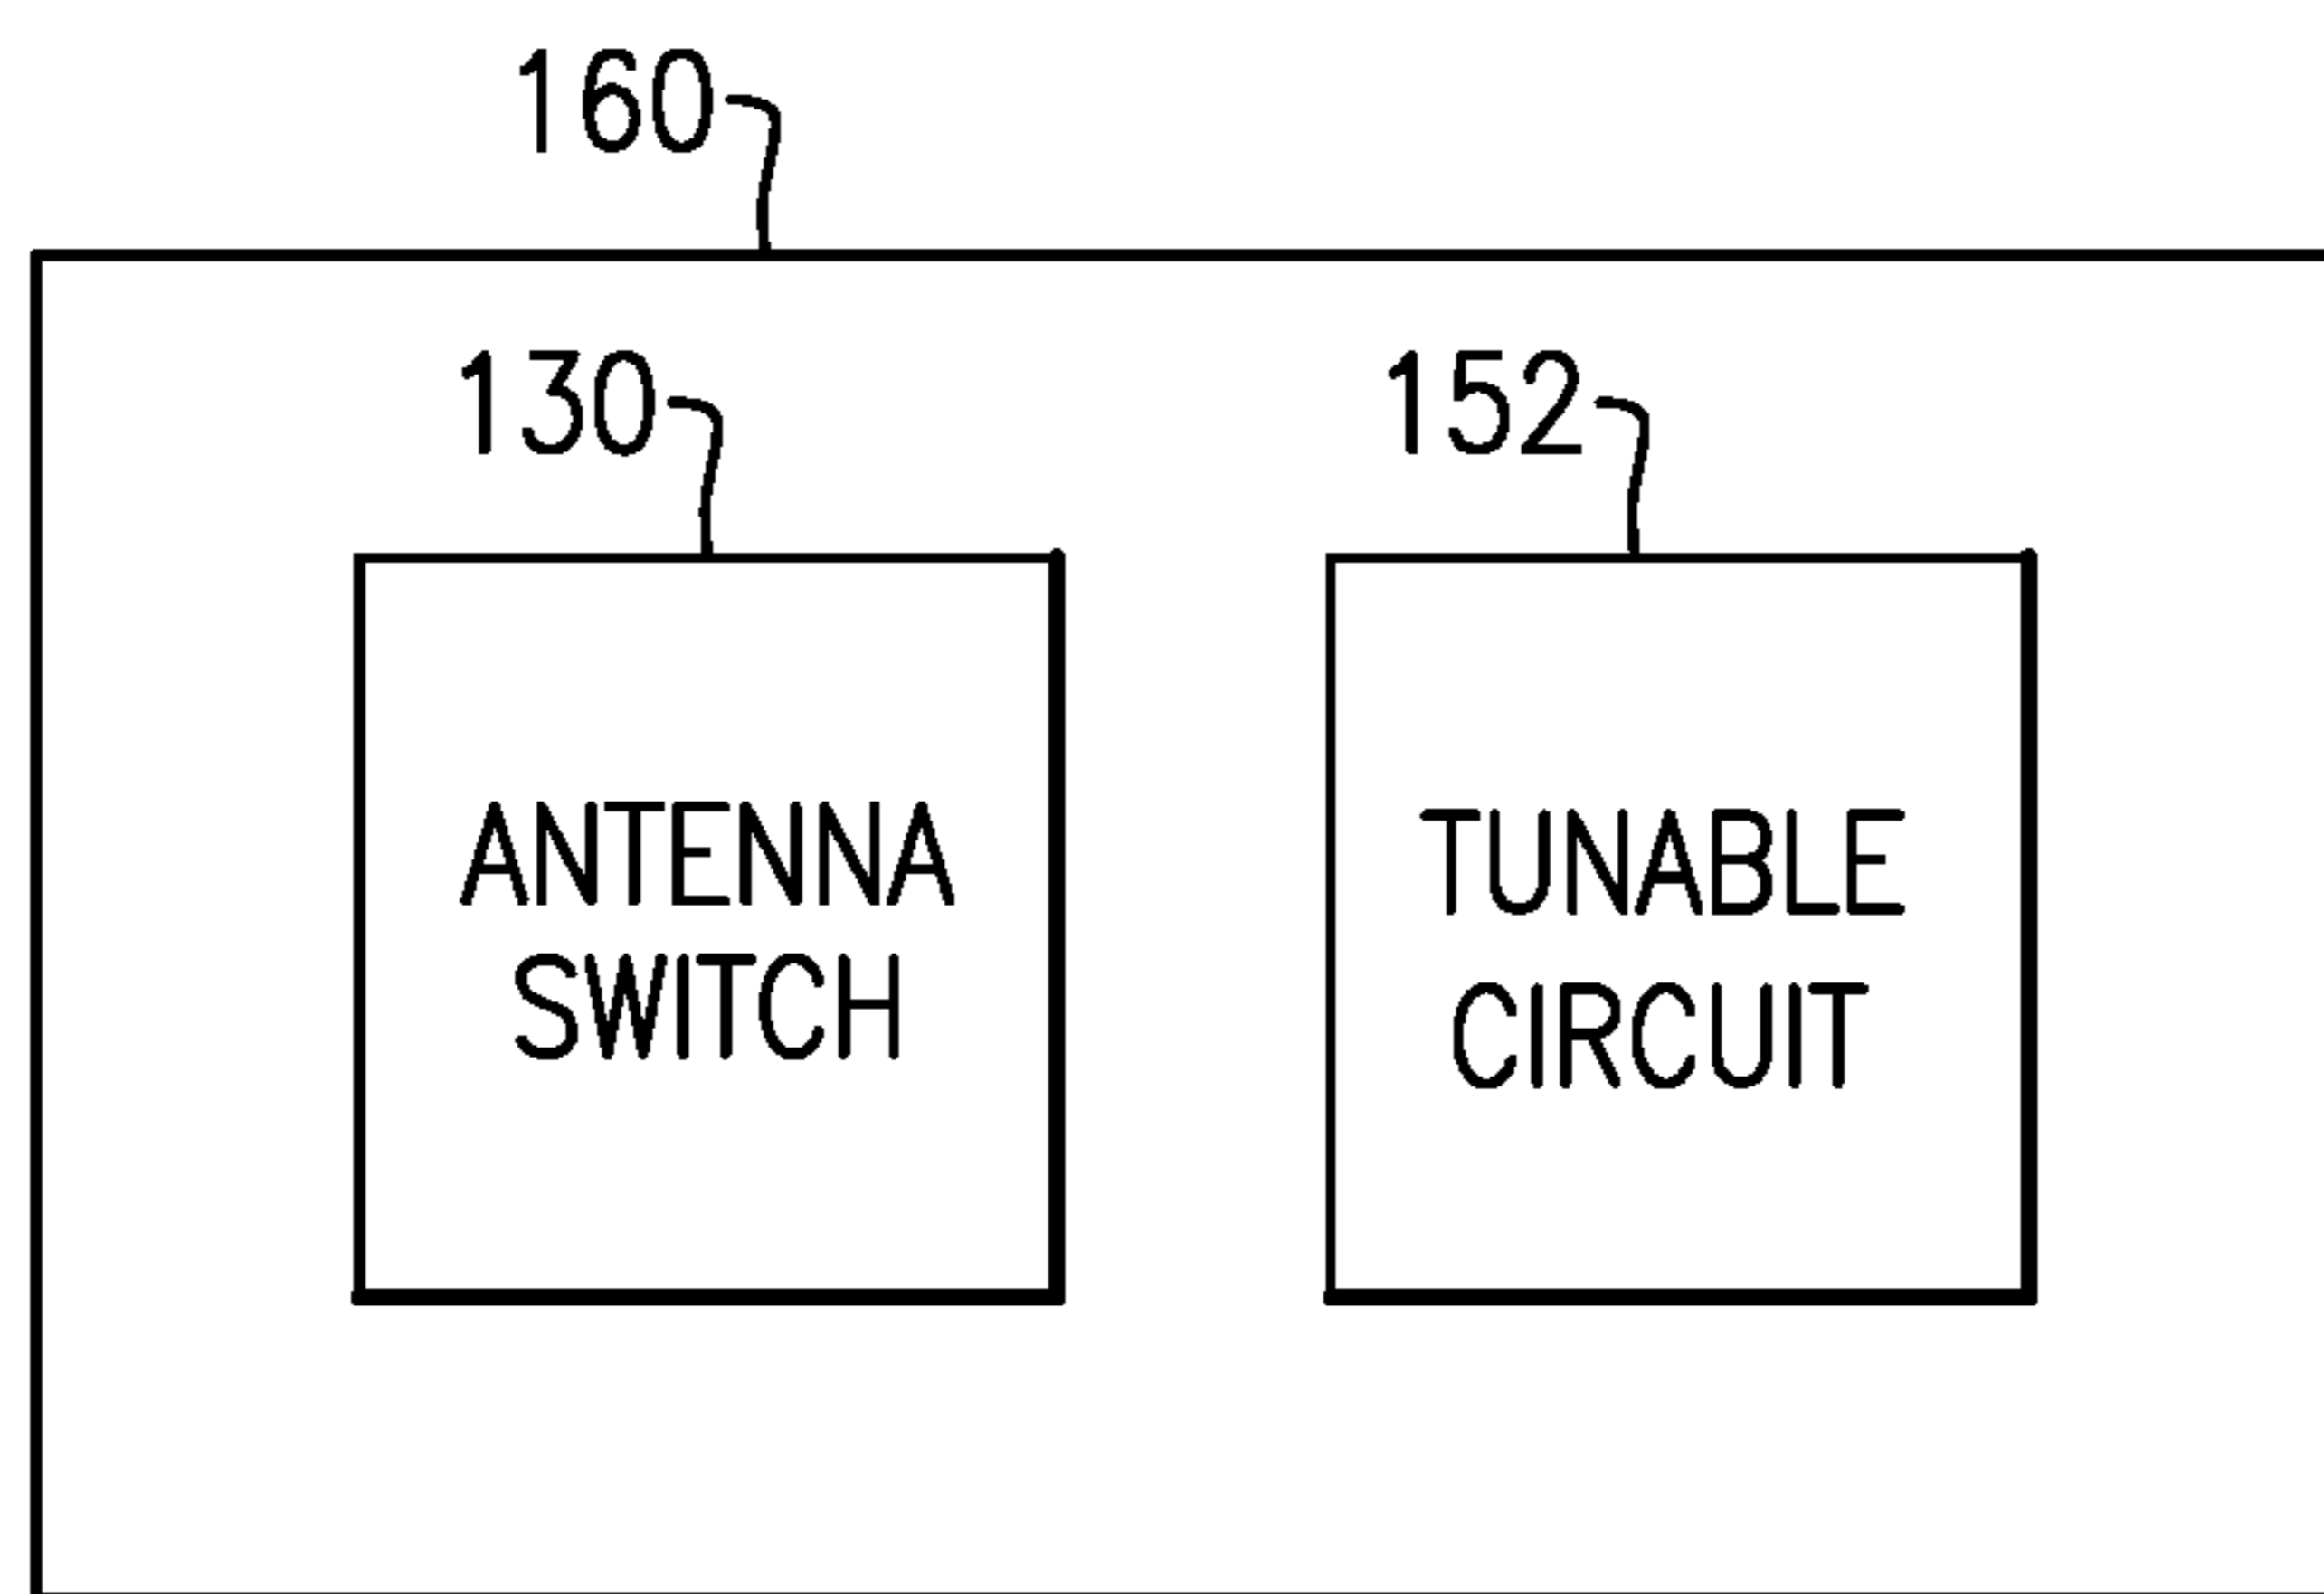 160
130
152
ANTENNA
SWITCH
TUNABLE
CIRCUIT